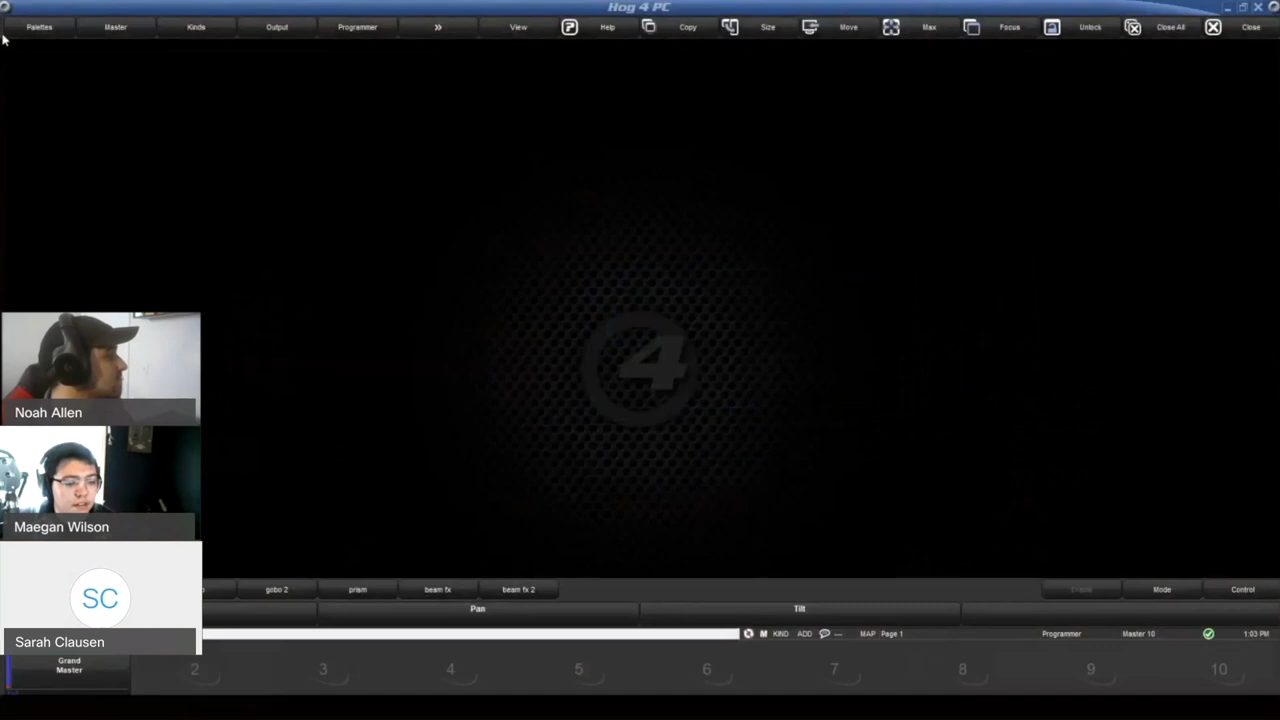 Hog 4 PC
Palettes Master Kinds Output Programmer » View Help Copy Size Move Max Focus Unlock Close All Close
4
Noah Allen
Maegan Wilson
SC
Sarah Clausen
gobo 2 prism beam fx beam fx 2 Mode Control
Pan Tilt
M KIND ADD — MAP Page 1 Programmer Master 10 1:03 PM
Grand
Master
2 3 4 5 6 7 8 9 10